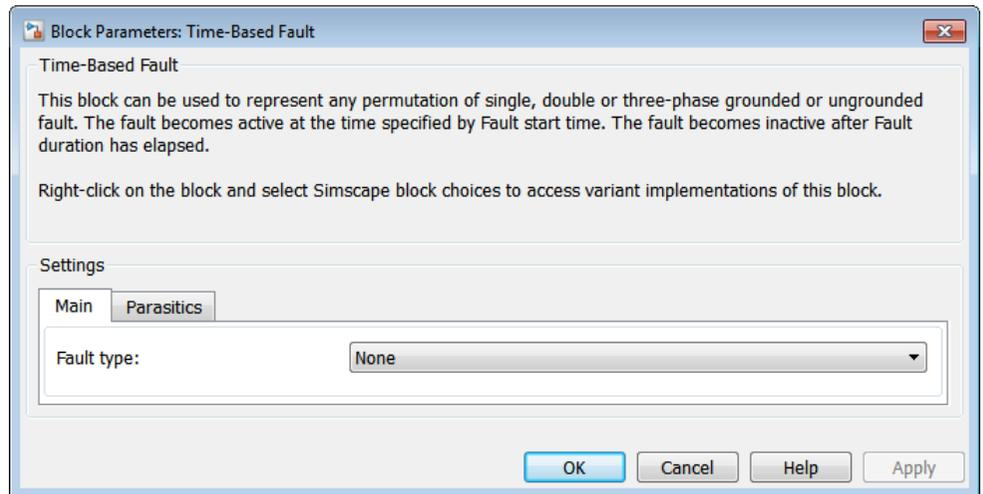 Block Parameters: Time-Based Fault
Time-Based Fault
This block can be used to represent any permutation of single, double or three-phase grounded or ungrounded
fault. The fault becomes active at the time specified by Fault start time. The fault becomes inactive after Fault
duration has elapsed.
Right-click on the block and select Simscape block choices to access variant implementations of this block.
Settings
Main Parasitics
Fault type: None
OK Cancel Help Apply